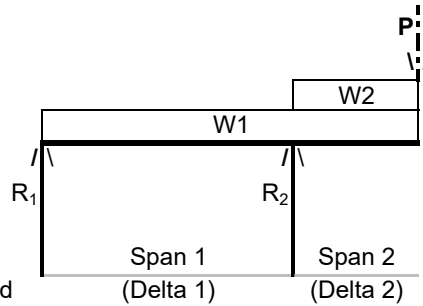 P
W2
W1
R1 R2
Span 1 Span 2
d (Delta 1) (Delta 2)